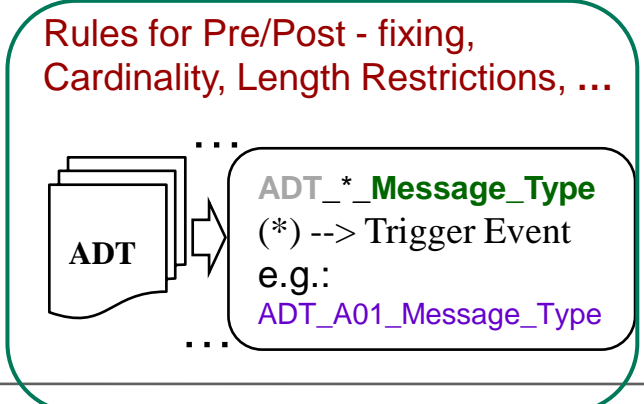 Rules for Pre/Post - fixing,
Cardinality, Length Restrictions, ...
...
ADT_*_Message_Type
(*) --> Trigger Event
ADT
e.g.:
ADT_A01_Message_Type
...